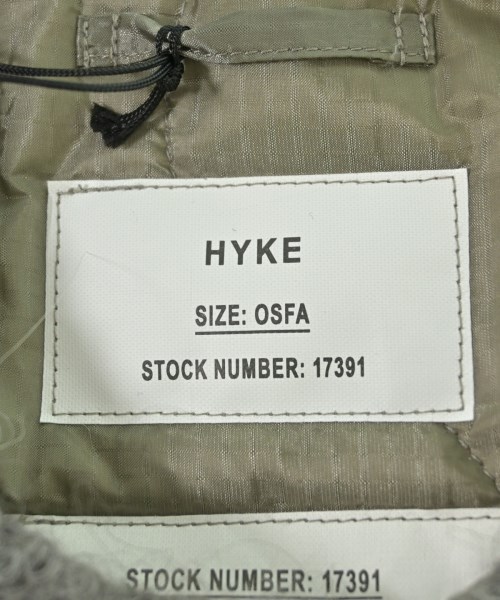 HYKE
SIZE: OSFA
STOCK NUMBER: 17391
STOCK NUMBER: 17391